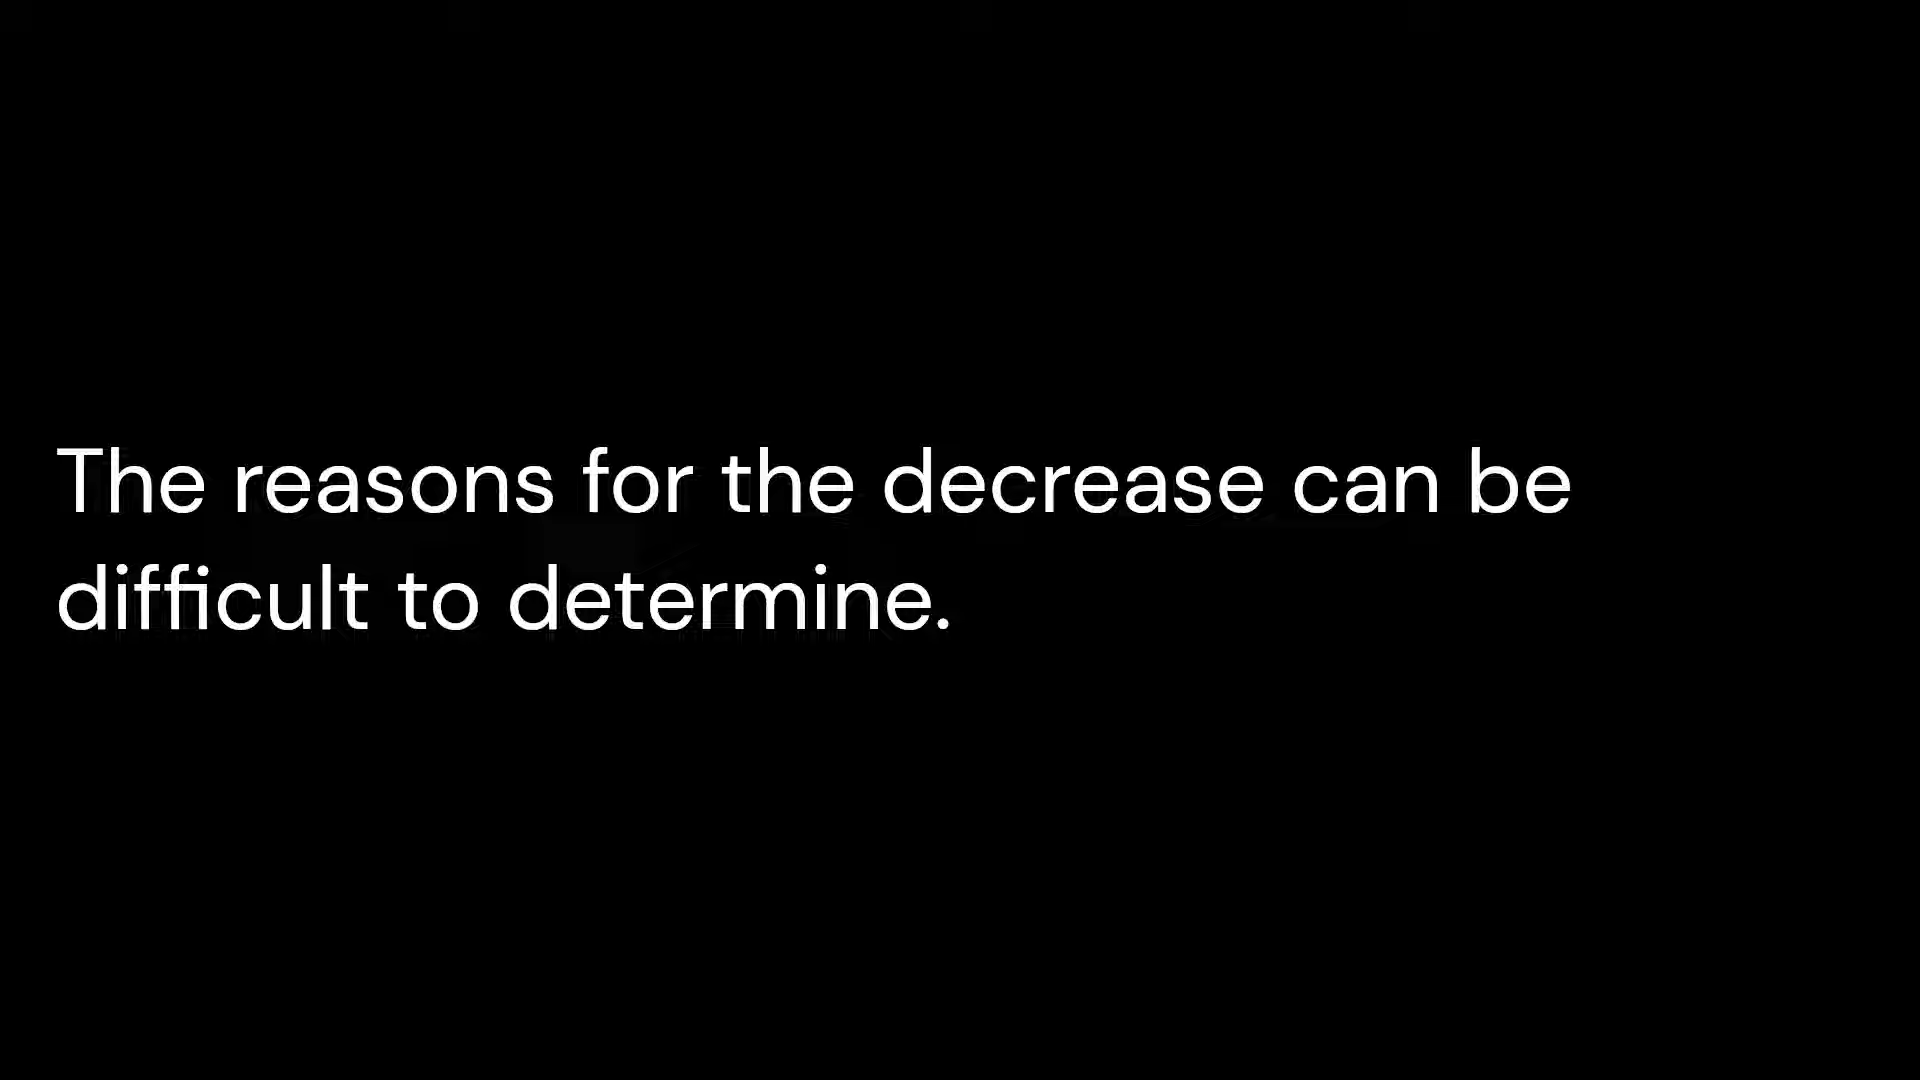 The reasons for the decrease can be
difficult to determine.